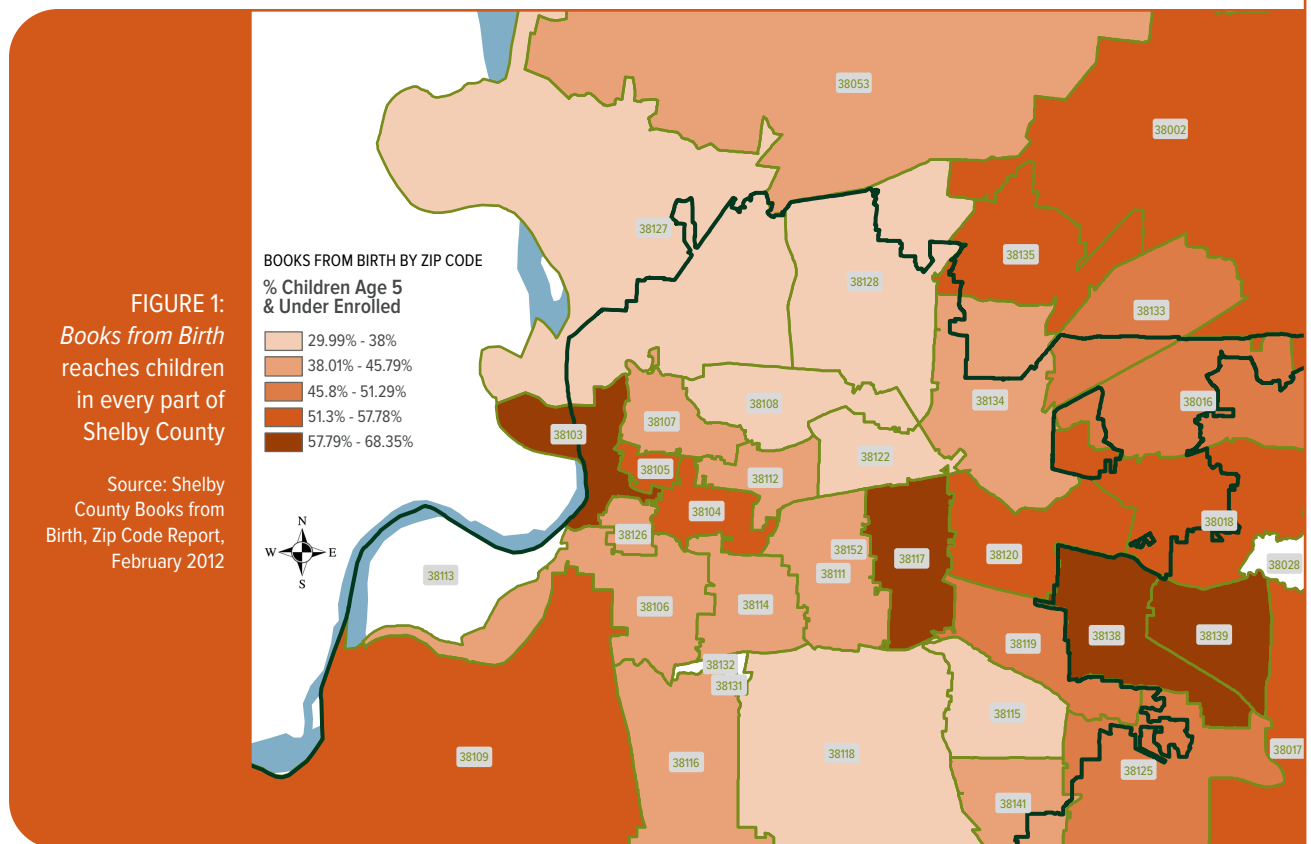 FIGURE 1:
Books from Birth
reaches children
in every part of
Shelby County
Source: Shelby
County Books from
Birth, Zip Code Report,
February 2012
BOOKS FROM BIRTH BY ZIP CODE
% Children Age 5
& Under Enrolled
29.99% - 38%
38.01% - 45.79%
45.8% - 51.29%
51.3% - 57.78%
57.79% - 68.35%
N
W E
S
38053
38002
38127
38135
38128
38133
38134
38016
38108
38107
38103
38122
38105
38112
38104
38018
38126
38152
38120
38117
38028
38113
38111
38106
38114
38119
38138
38139
38132
38131
38115
38118
38109
38116
38125
38017
38141